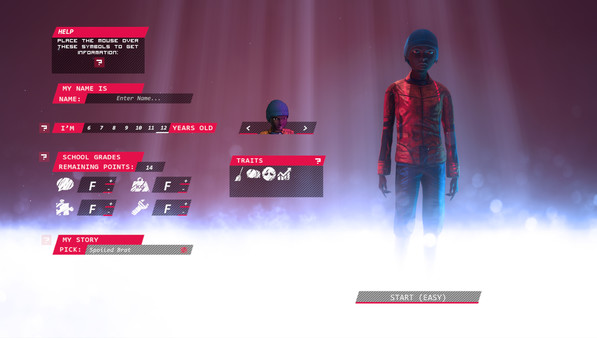 HELP
PLACE THE MOUSE OVER
THESE SYMBOLS TO GET
INFORMATION:
MY NAME IS
NAME: Enter Name...
I'M 6 7 8 9 10 11 12 YEARS OLD
< >
SCHOOL GRADES
REMAINING POINTS: 14
F + - F + -
F + - F + -
TRAITS
MY STORY
PICK: Spoiled Brat
START (EASY)